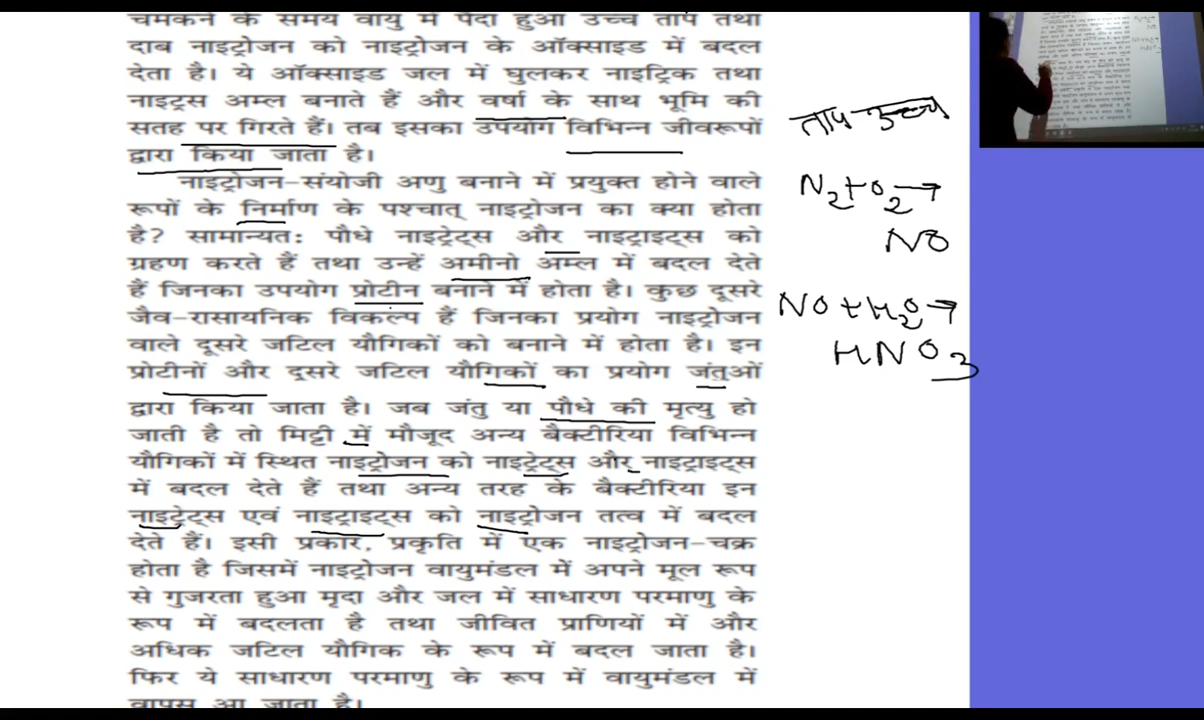 चमकने के समय वायु में पैदा हुआ उच्च ताप तथा
दाब नाइट्रोजन को नाइट्रोजन के ऑक्साइड में बदल
देता है। ये ऑक्साइड जल में घुलकर नाइट्रिक तथा
नाइट्रस अम्ल बनाते हैं और वर्षा के साथ भूमि की
सतह पर गिरते हैं। तब इसका उपयोग विभिन्न जीवरूपों
द्वारा किया जाता है।
नाइट्रोजन-संयोजी अणु बनाने में प्रयुक्त होने वाले
रूपों के निर्माण के पश्चात् नाइट्रोजन का क्या होता
है? सामान्यतः पौधे नाइट्रेट्स और नाइट्राइट्स को
ग्रहण करते हैं तथा उन्हें अमीनो अम्ल में बदल देते
हैं जिनका उपयोग प्रोटीन बनाने में होता है। कुछ दूसरे
जैव-रासायनिक विकल्प हैं जिनका प्रयोग नाइट्रोजन
वाले दूसरे जटिल यौगिकों को बनाने में होता है। इन
प्रोटीनों और दूसरे जटिल यौगिकों का प्रयोग जंतुओं
द्वारा किया जाता है। जब जंतु या पौधे की मृत्यु हो
जाती है तो मिट्टी में मौजूद अन्य बैक्टीरिया विभिन्न
यौगिकों में स्थित नाइट्रोजन को नाइट्रेट्स और नाइट्राइट्स
में बदल देते हैं तथा अन्य तरह के बैक्टीरिया इन
नाइट्रेट्स एवं नाइट्राइट्स को नाइट्रोजन तत्व में बदल
देते हैं। इसी प्रकार, प्रकृति में एक नाइट्रोजन-चक्र
होता है जिसमें नाइट्रोजन वायुमंडल में अपने मूल रूप
से गुजरता हुआ मृदा और जल में साधारण परमाणु के
रूप में बदलता है तथा जीवित प्राणियों में और
अधिक जटिल यौगिक के रूप में बदल जाता है।
फिर ये साधारण परमाणु के रूप में वायुमंडल में
वापस आ जाता है।
ताप उच्च
N2+O2→
NO
NO+H2O→
HNO3